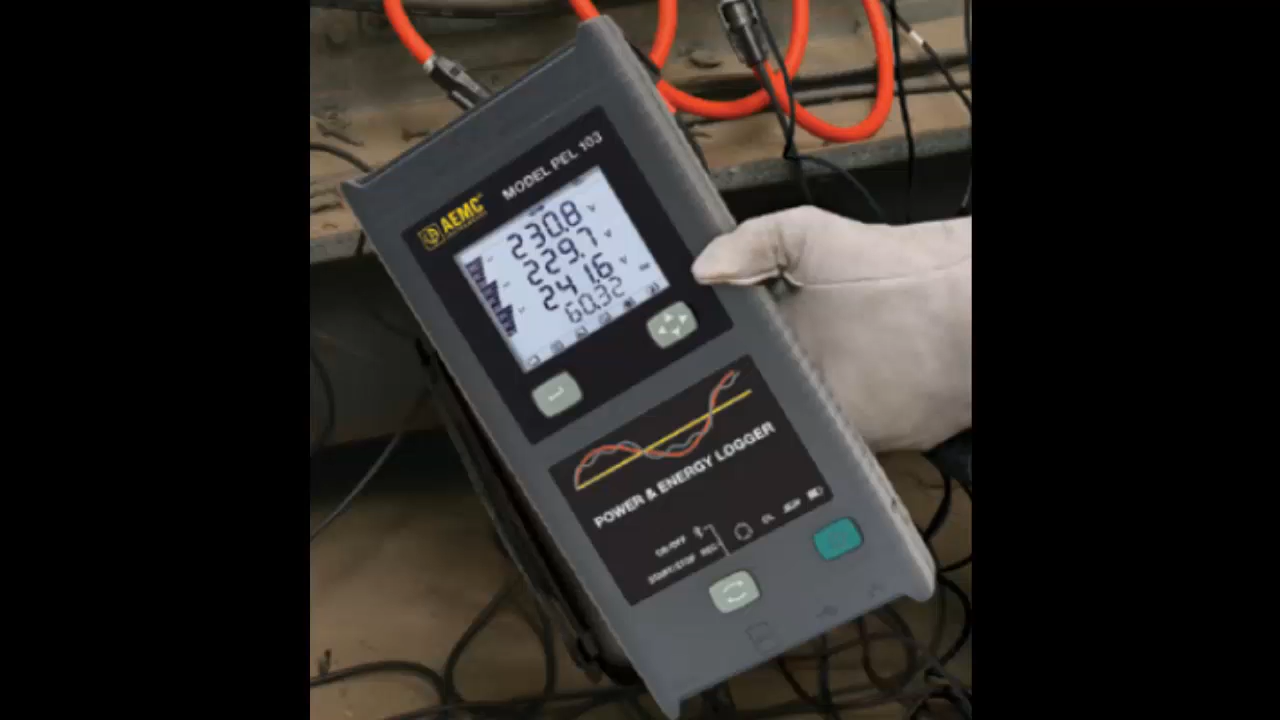 MODEL PEL 103
AEMC
230.8 V
229.7 V
241.6 V
60.32
POWER & ENERGY LOGGER
ON/OFF
START/STOP REC
OL